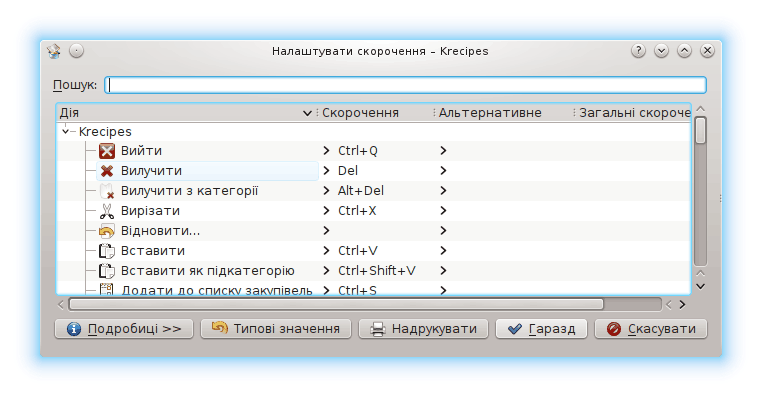 Налаштувати скорочення – Krecipes
Пошук:
Дія Скорочення Альтернативне Загальні скороче
Krecipes
Вийти Ctrl+Q
Вилучити Del
Вилучити з категорії Alt+Del
Вирізати Ctrl+X
Відновити...
Вставити Ctrl+V
Вставити як підкатегорію Ctrl+Shift+V
Додати до списку закупівель Ctrl+S
Подробиці >> Типові значення Надрукувати Гаразд Скасувати